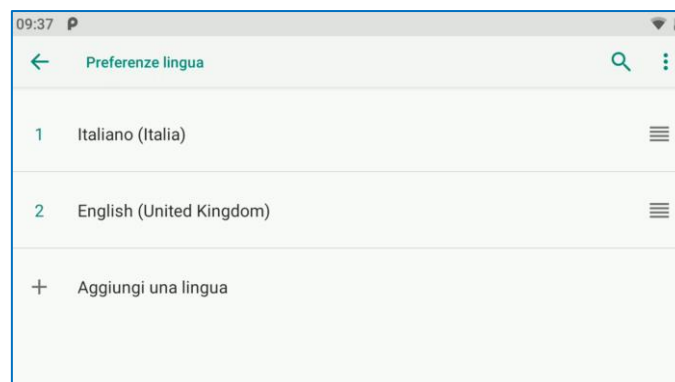 09:37
Preferenze lingua
1 Italiano (Italia)
2 English (United Kingdom)
+ Aggiungi una lingua